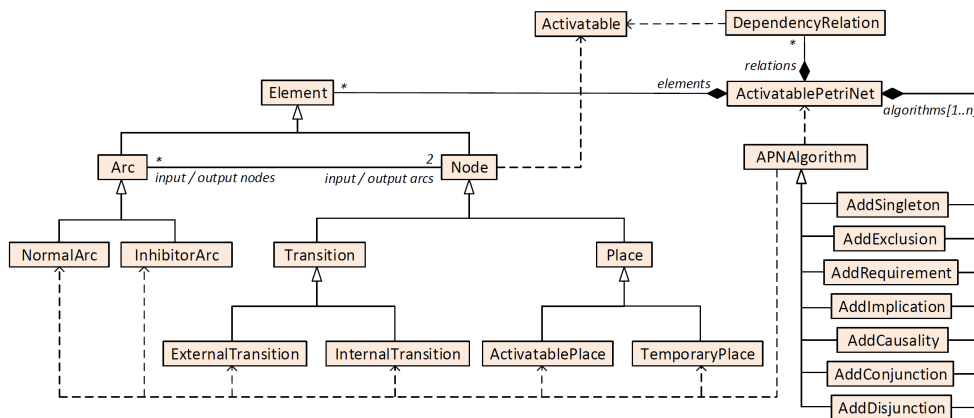 Activatable
DependencyRelation
*
relations
Element
*
elements
ActivatablePetriNet
algorithms[1..n]
Arc
*
input / output nodes
2
input / output arcs
Node
APNAlgorithm
AddSingleton
NormalArc
InhibitorArc
Transition
Place
AddExclusion
AddRequirement
AddImplication
ExternalTransition
InternalTransition
ActivatablePlace
TemporaryPlace
AddCausality
AddConjunction
AddDisjunction